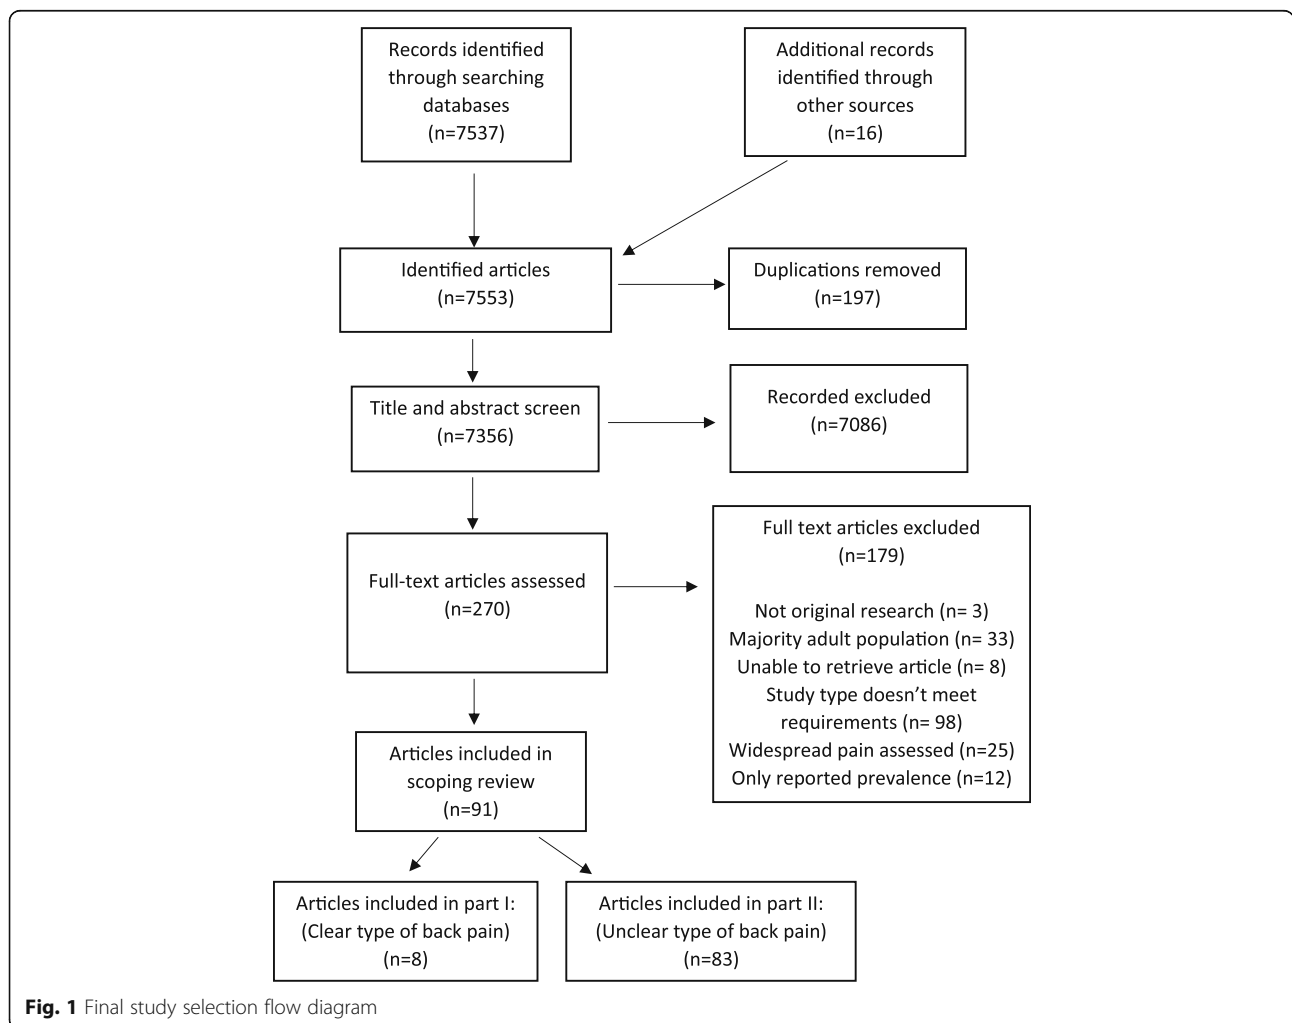 Records identified
through searching
databases
(n=7537)
Additional records
identified through
other sources
(n=16)
Identified articles
(n=7553)
Duplications removed
(n=197)
Title and abstract screen
(n=7356)
Recorded excluded
(n=7086)
Full-text articles assessed
(n=270)
Full text articles excluded
(n=179)
Not original research (n= 3)
Majority adult population (n= 33)
Unable to retrieve article (n= 8)
Study type doesn’t meet
requirements (n= 98)
Widespread pain assessed (n=25)
Only reported prevalence (n=12)
Articles included in
scoping review
(n=91)
Articles included in part I:
(Clear type of back pain)
(n=8)
Articles included in part II:
(Unclear type of back pain)
(n=83)
Fig. 1 Final study selection flow diagram